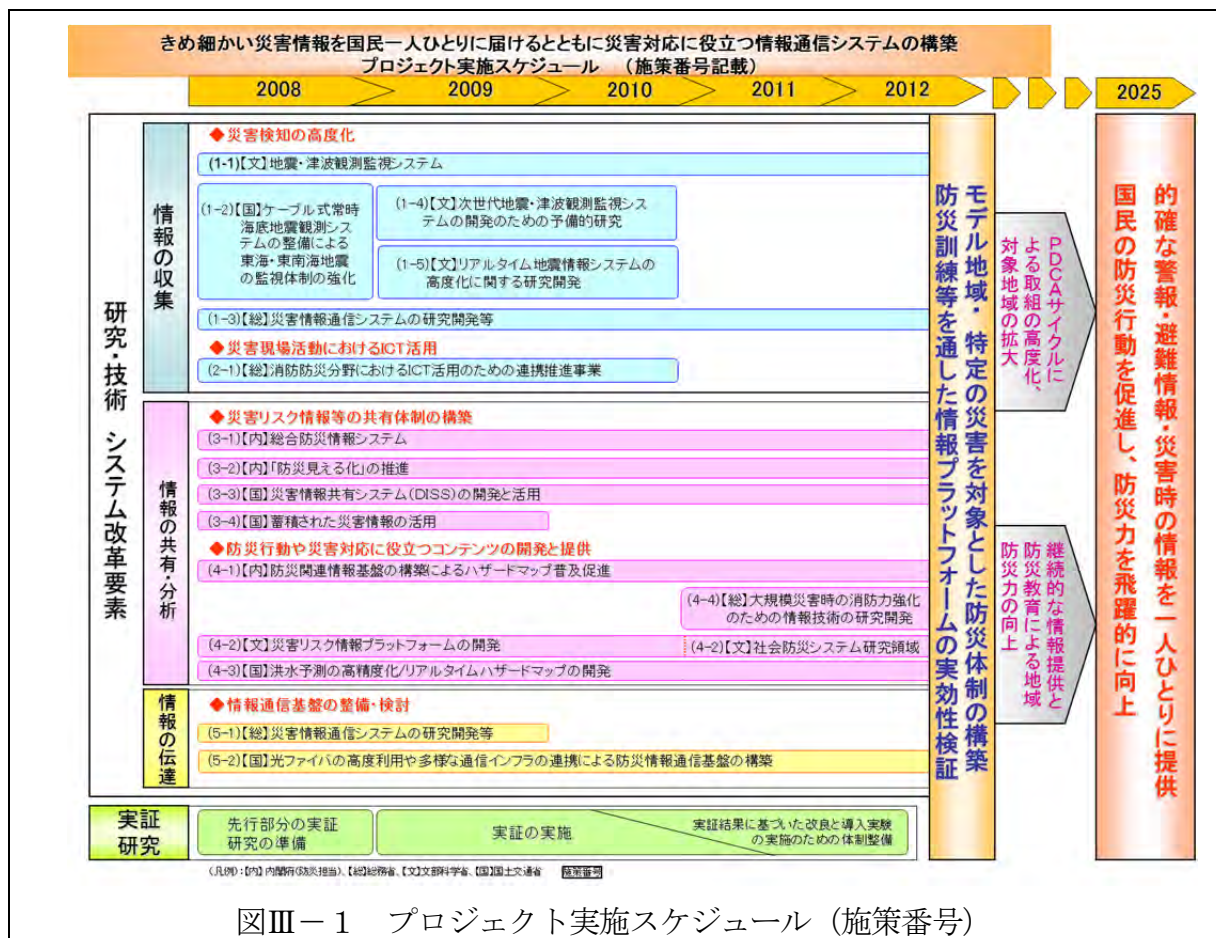 きめ細かい災害情報を国民一人ひとりに届けるとともに災害対応に役立つ情報通信システムの構築
プロジェクト実施スケジュール （施策番号記載）
2008
2009
2010
2011
2012
2025
研究・技術 システム改革要素
情報の収集
◆災害検知の高度化
(1-1)【文】地震・津波観測監視システム
(1-2)【国】ケーブル式常時
海底地震観測シス
テムの整備による
東海・東南海地震
の監視体制の強化
(1-4)【文】次世代地震・津波観測監視シス
テムの開発のための予備的研究
(1-5)【文】リアルタイム地震情報システムの
高度化に関する研究開発
(1-3)【総】災害情報通信システムの研究開発等
◆災害現場活動におけるICT活用
(2-1)【総】消防防災分野におけるICT活用のための連携推進事業
情報の共有・分析
◆災害リスク情報等の共有体制の構築
(3-1)【内】総合防災情報システム
(3-2)【内】「防災見える化」の推進
(3-3)【国】災害情報共有システム(DISS)の開発と活用
(3-4)【国】蓄積された災害情報の活用
◆防災行動や災害対応に役立つコンテンツの開発と提供
(4-1)【内】防災関連情報基盤の構築によるハザードマップ普及促進
(4-4)【総】大規模災害時の消防力強化
のための情報技術の研究開発
(4-2)【文】災害リスク情報プラットフォームの開発
(4-2)【文】社会防災システム研究領域
(4-3)【国】洪水予測の高精度化/リアルタイムハザードマップの開発
情報の伝達
◆情報通信基盤の整備・検討
(5-1)【総】災害情報通信システムの研究開発等
(5-2)【国】光ファイバの高度利用や多様な通信インフラの連携による防災情報通信基盤の構築
実証
研究
先行部分の実証
研究の準備
実証の実施
実証結果に基づいた改良と導入実験
の実施のための体制整備
モデル地域・特定の災害を対象とした防災体制の構築
防災訓練等を通した情報プラットフォームの実効性検証
PDCAサイクルに
よる取組の高度化、
対象地域の拡大
継続的な情報提供と
防災教育による地域
防災力の向上
的確な警報・避難情報・災害時の情報を一人ひとりに提供
国民の防災行動を促進し、防災力を飛躍的に向上
(凡例)：【内】内閣府(防災担当)、【総】総務省、【文】文部科学省、【国】国土交通省 施策番号
図Ⅲ－１ プロジェクト実施スケジュール（施策番号）